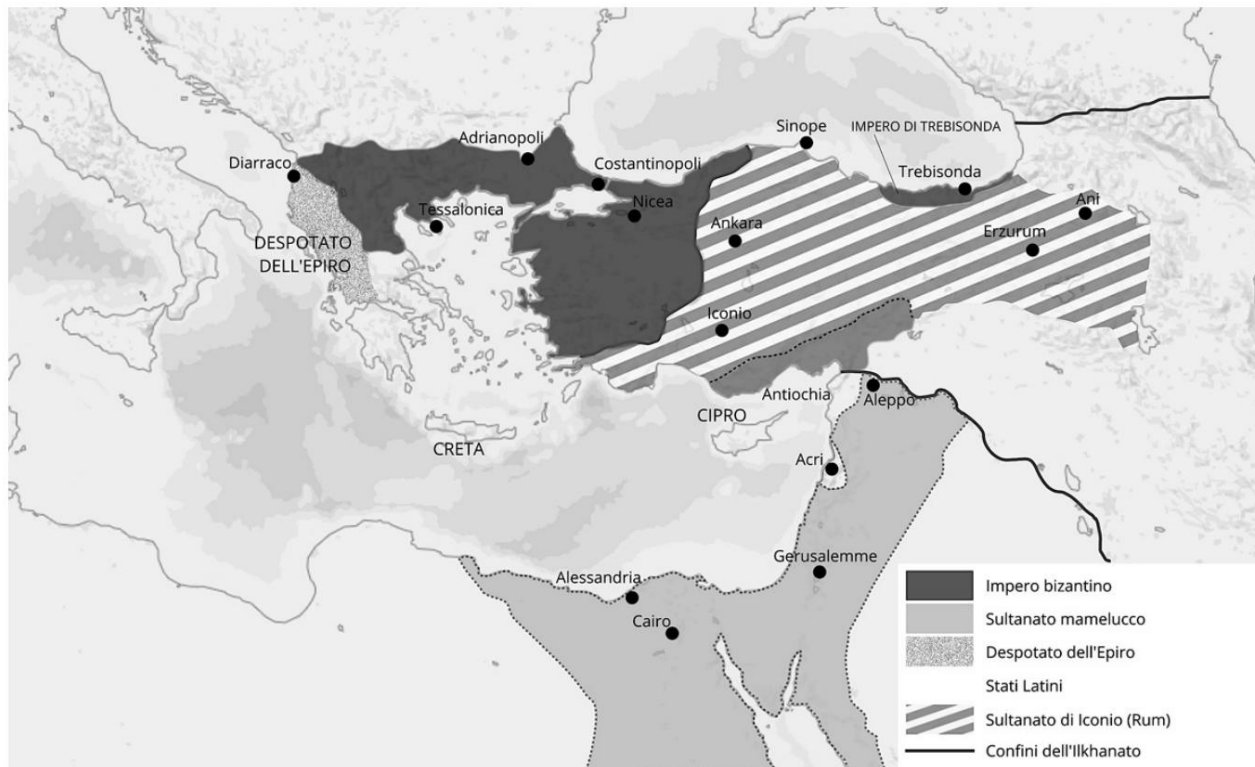 Sinope
IMPERO DI TREBISONDA
Adrianopoli
Diarraco
Costantinopoli
Trebisonda
Nicea
Ani
Tessalonica
Ankara
Erzurum
DESPOTATO
DELL'EPIRO
Iconio
Antiochia
Aleppo
CIPRO
CRETA
Acri
Gerusalemme
Alessandria
Cairo
Impero bizantino
Sultanato mamelucco
Despotato dell'Epiro
Stati Latini
Sultanato di Iconio (Rum)
Confini dell'Ilkhanato